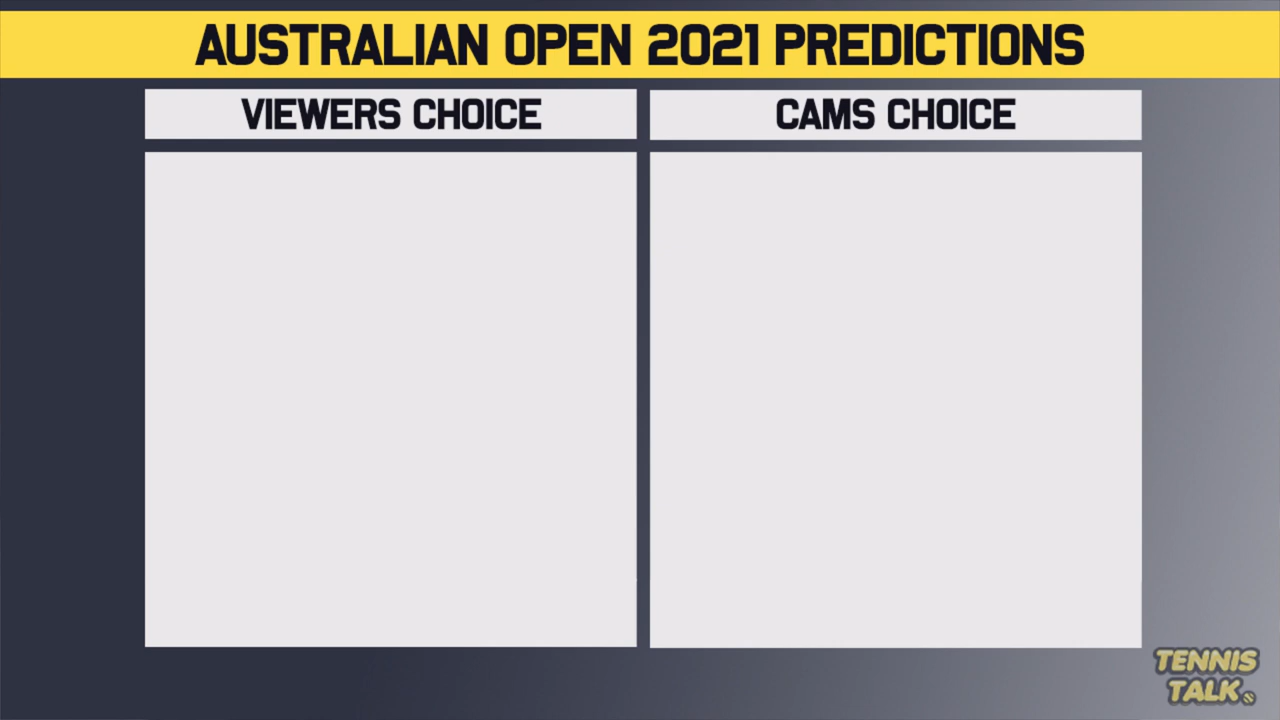 AUSTRALIAN OPEN 2021 PREDICTIONS
VIEWERS CHOICE
CAMS CHOICE
TENNIS
TALK